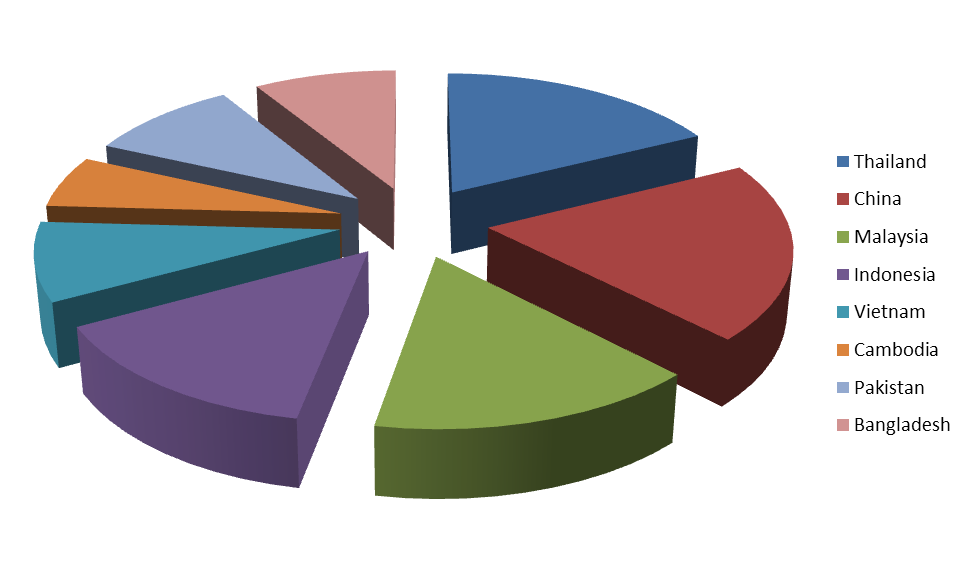 Thailand
China
Malaysia
Indonesia
Vietnam
Cambodia
Pakistan
Bangladesh